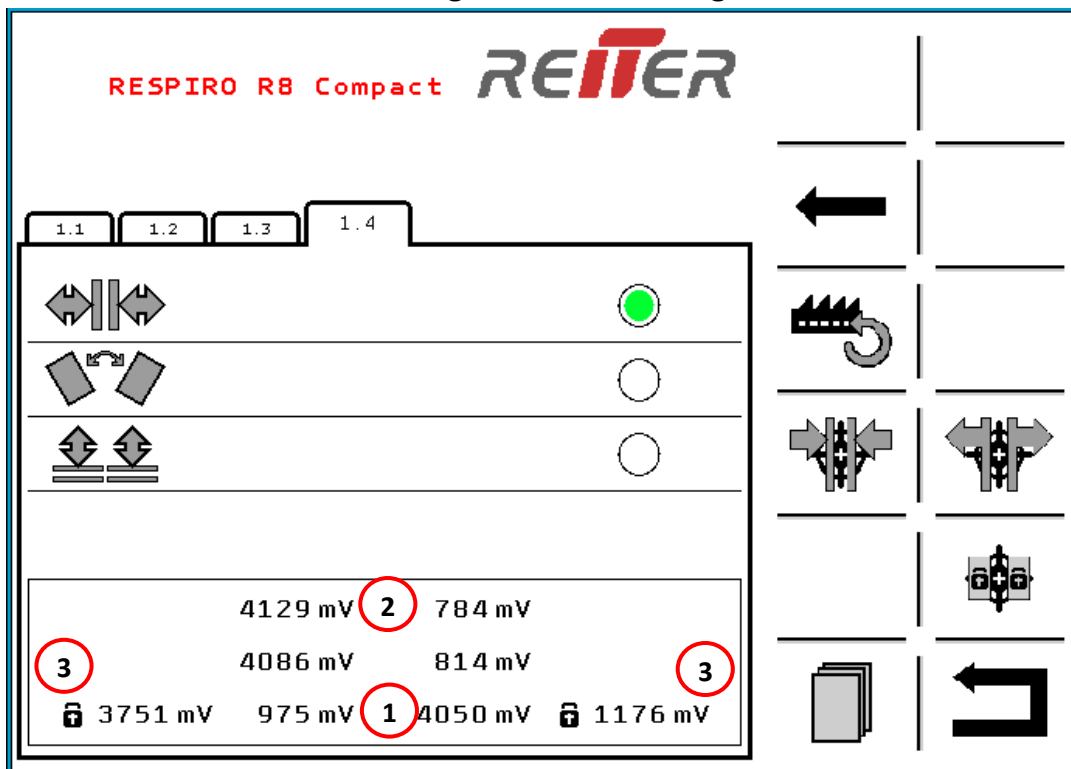 RESPIRO R8 Compact REITER
1.1 1.2 1.3 1.4
4129 mV 2 784 mV
3 4086 mV 814 mV 3
3751 mV 975 mV 1 4050 mV 1176 mV